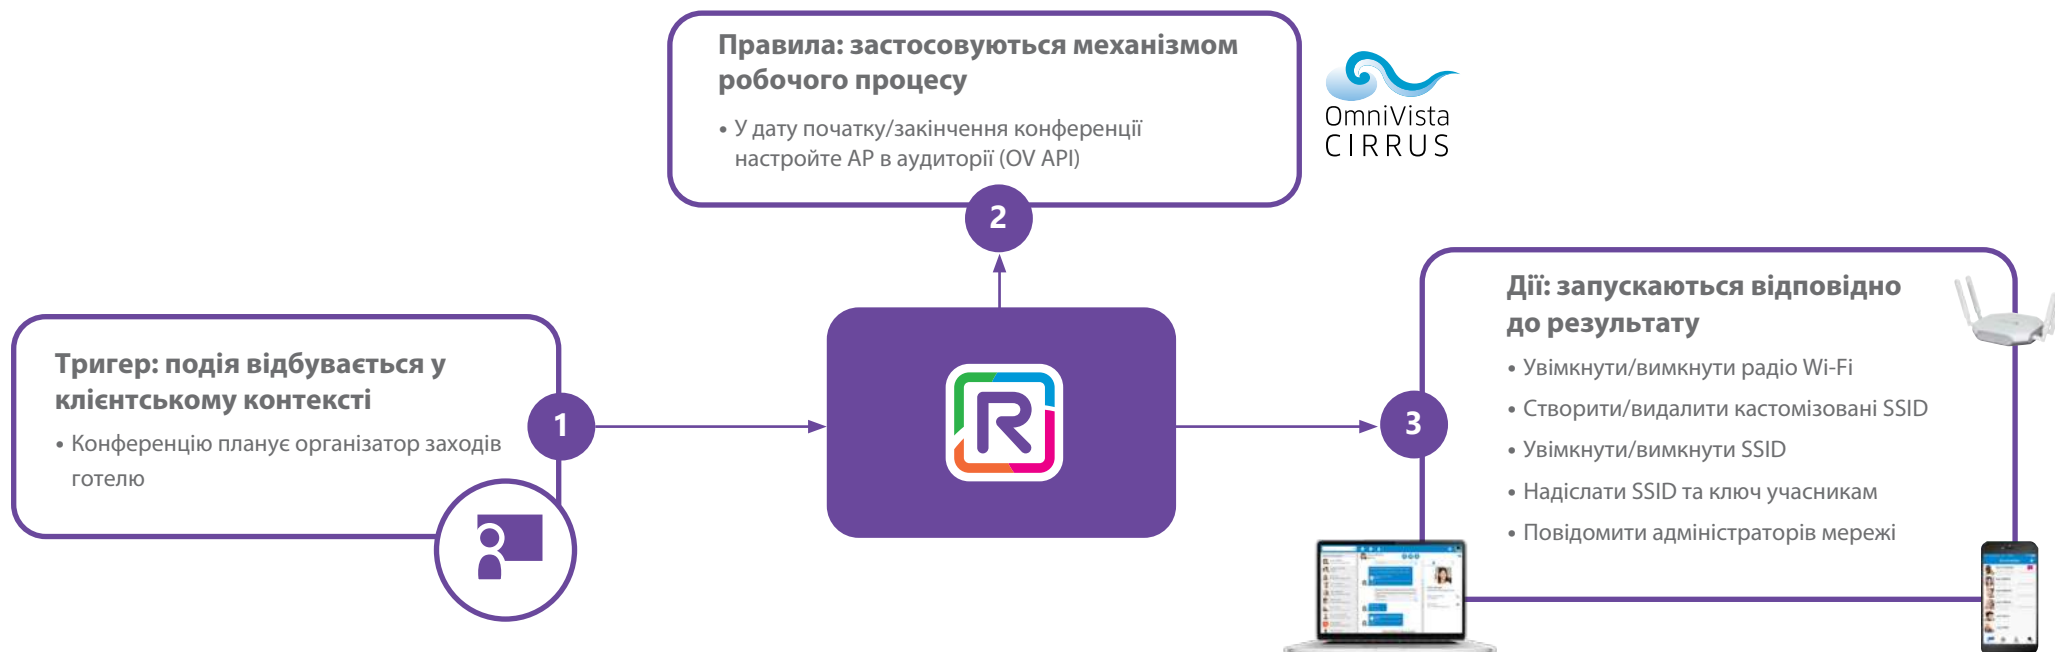 Правила: застосовуються механізмом
робочого процесу
• У дату початку/закінчення конференції
настройте AP в аудиторії (OV API)
OmniVista
CIRRUS
2
Тригер: подія відбувається у
клієнтському контексті
• Конференцію планує організатор заходів
готелю
1
R
3
Дії: запускаються відповідно
до результату
• Увімкнути/вимкнути радіо Wi-Fi
• Створити/видалити кастомізовані SSID
• Увімкнути/вимкнути SSID
• Надіслати SSID та ключ учасникам
• Повідомити адміністраторів мережі